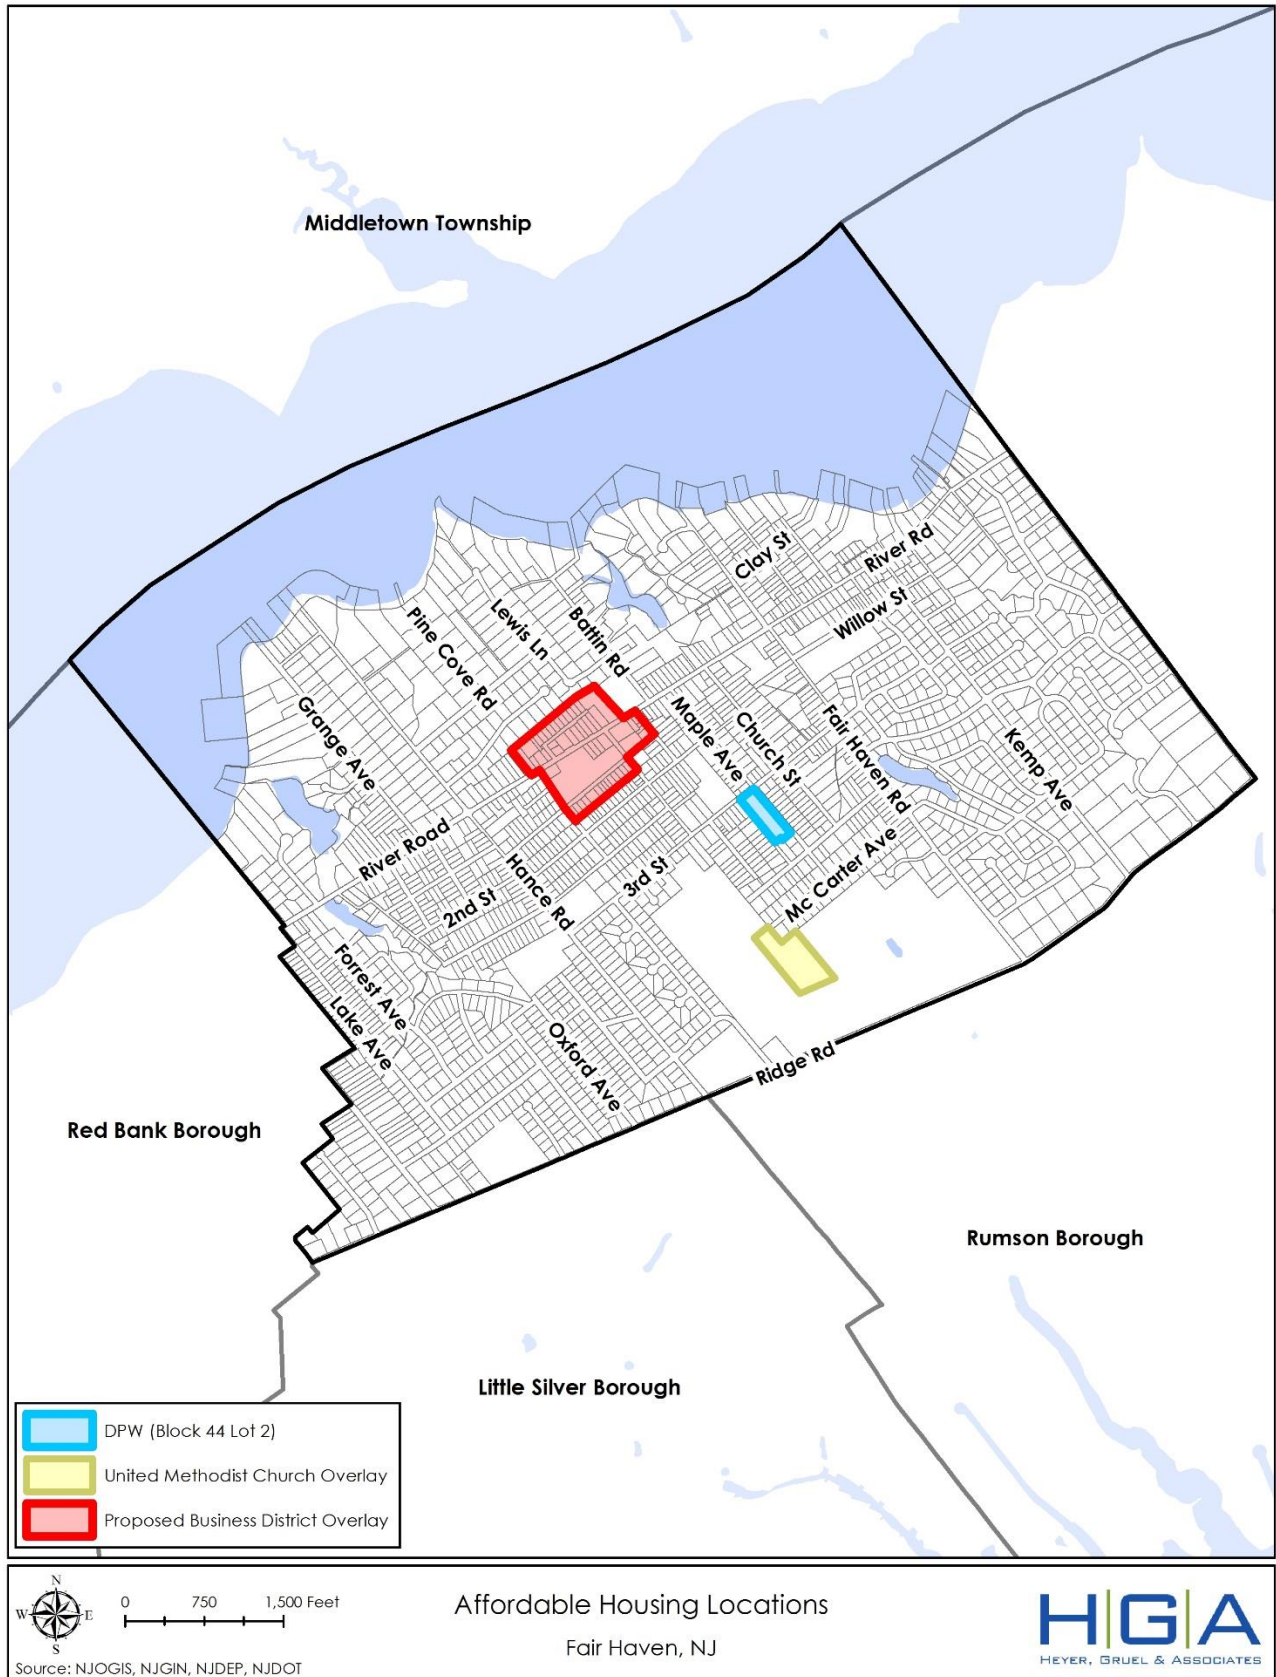 Middletown Township
Clay St
River Rd
Willow St
Battin Rd
Lewis Ln
Pine Cove Rd
Grange Ave
Maple Ave
Church St
Fair Haven Rd
Kemp Ave
River Road
Hance Rd
3rd St
2nd St
Mc Carter Ave
Forrest Ave
Lake Ave
Oxford Ave
Ridge Rd
Red Bank Borough
Rumson Borough
Little Silver Borough
DPW (Block 44 Lot 2)
United Methodist Church Overlay
Proposed Business District Overlay
N
W E
S
0 750 1,500 Feet
Source: NJOGIS, NJGIN, NJDEP, NJDOT
Affordable Housing Locations
Fair Haven, NJ
H|G|A
HEYER, GRUEL & ASSOCIATES